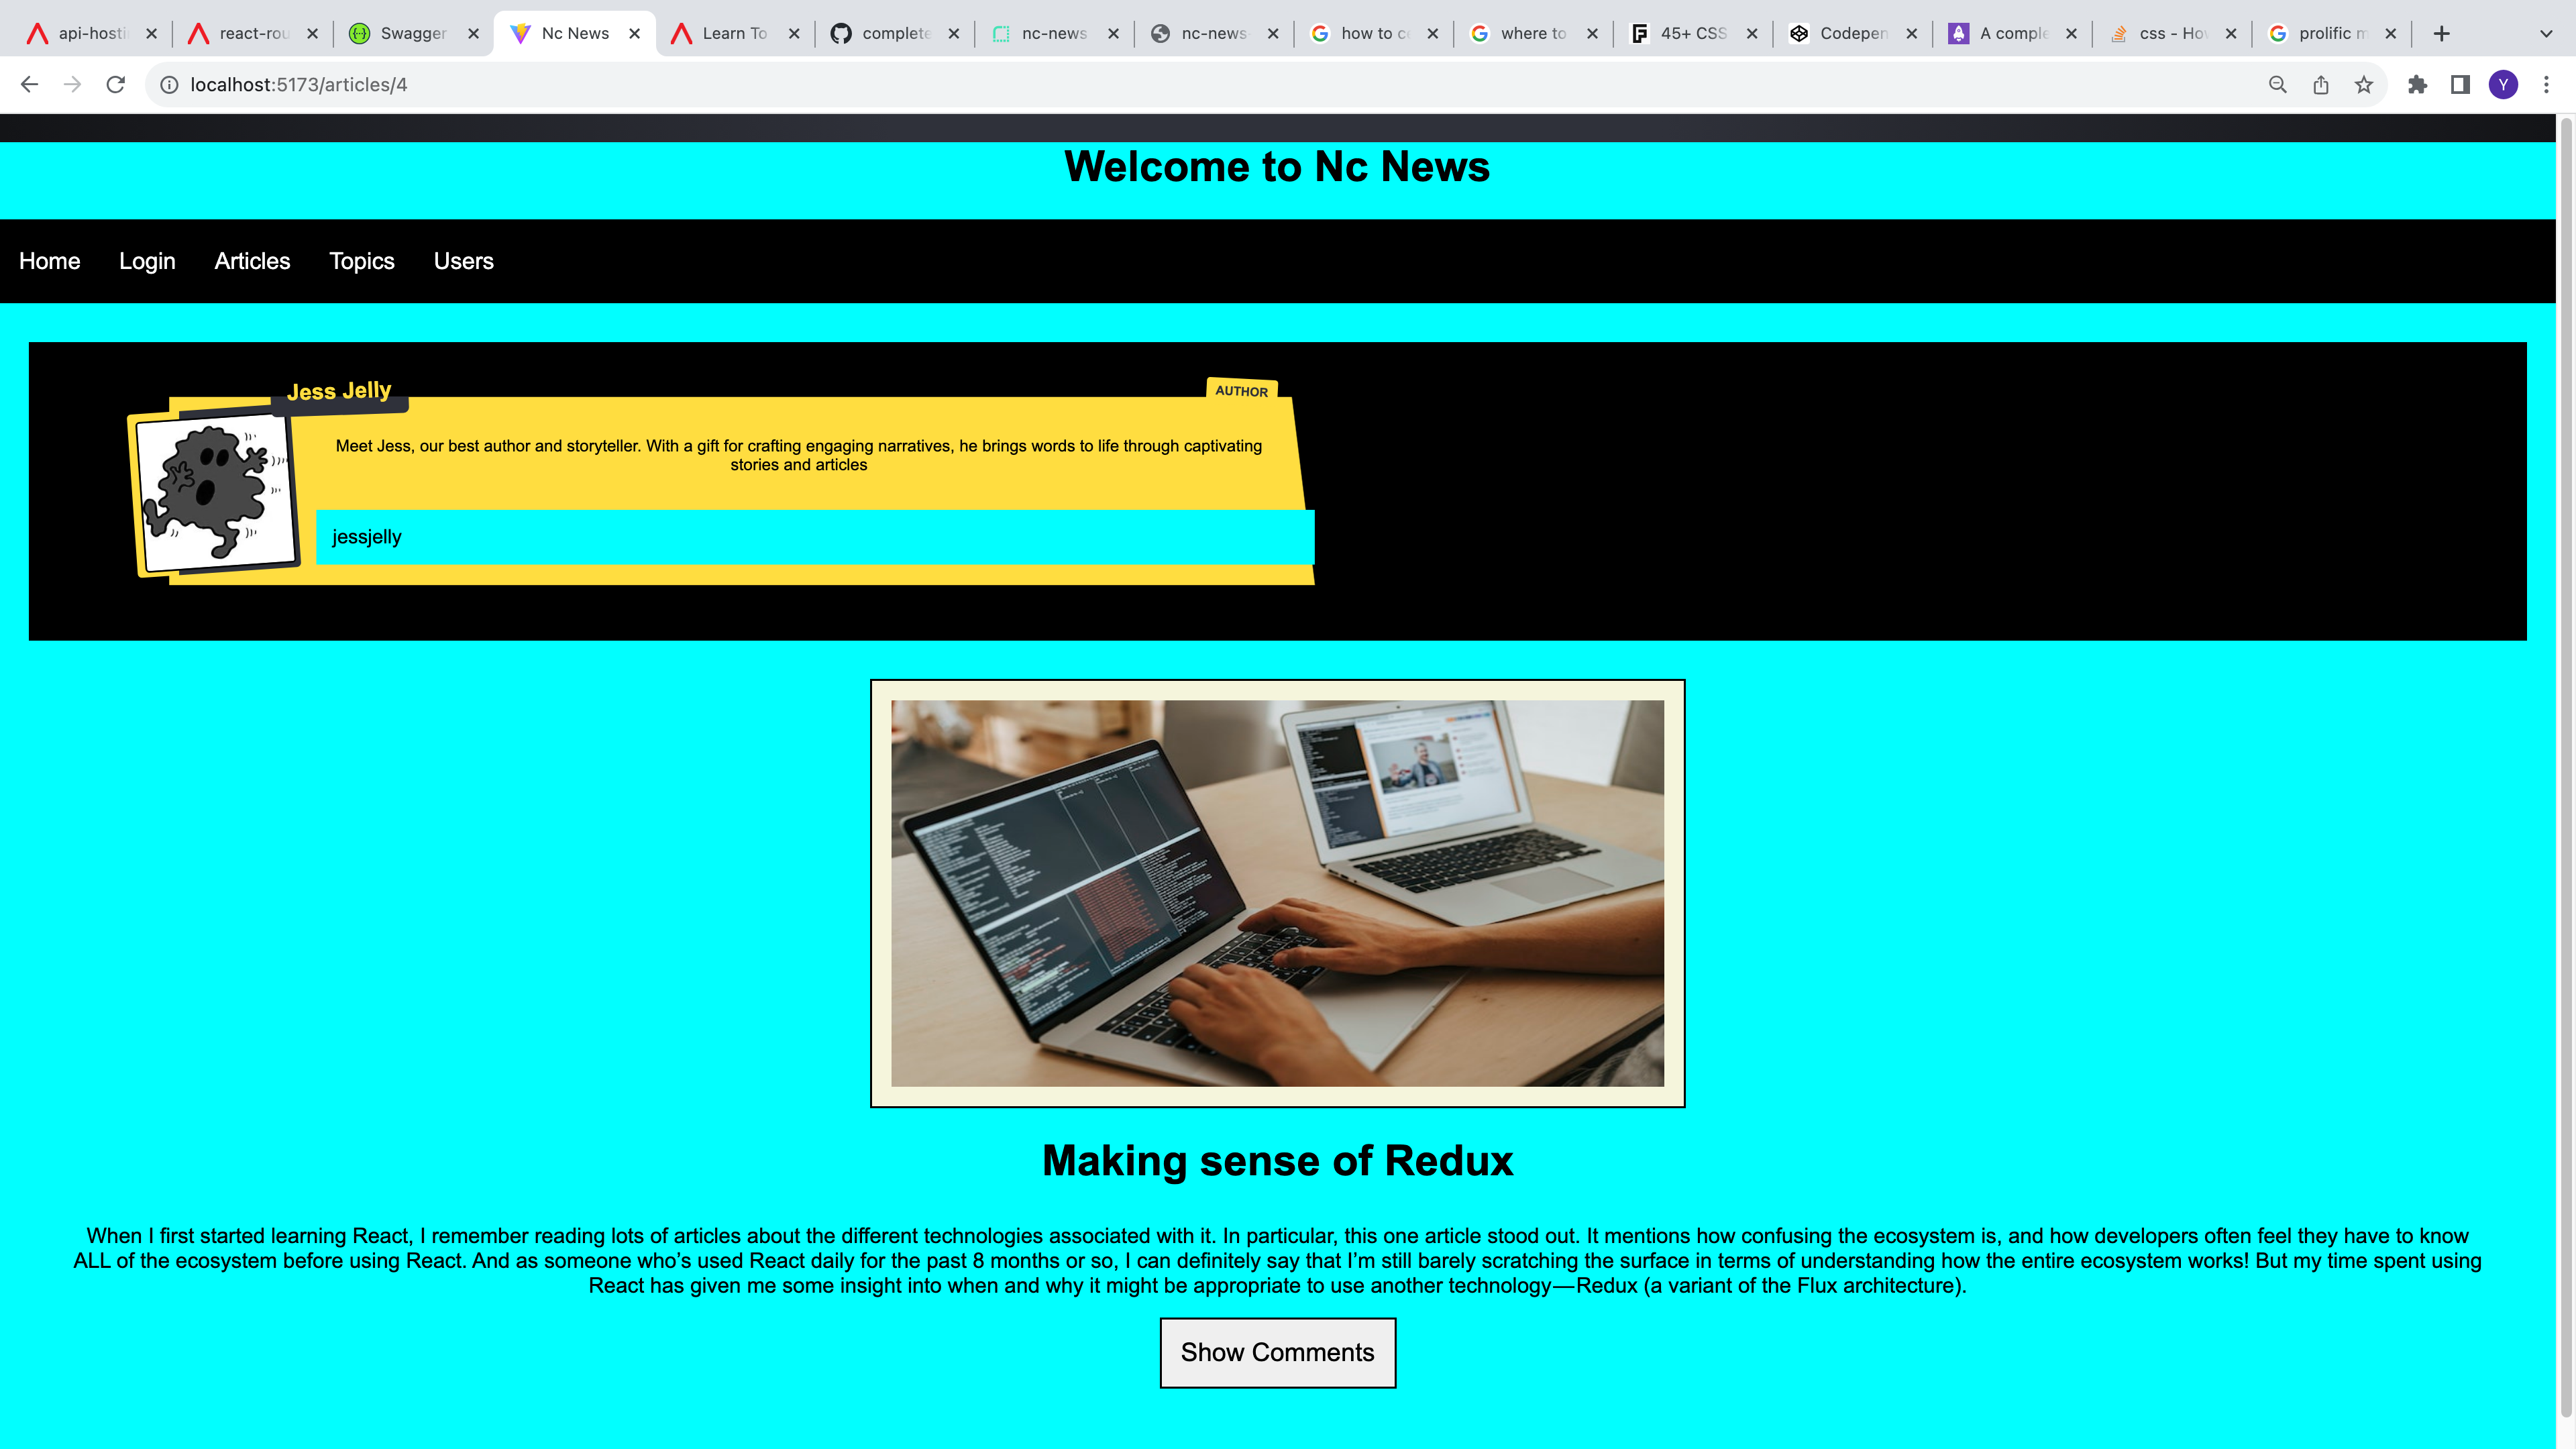 api-hosti
react-rou
Swagger
Nc News
Learn To
complete
nc-news
nc-news-
how to ce
where to
45+ CSS
Codepen
A comple
css - How
prolific m
localhost:5173/articles/4
Y
Welcome to Nc News
Home Login Articles Topics Users
Jess Jelly
AUTHOR
Meet Jess, our best author and storyteller. With a gift for crafting engaging narratives, he brings words to life through captivating
stories and articles
jessjelly
Making sense of Redux
When I first started learning React, I remember reading lots of articles about the different technologies associated with it. In particular, this one article stood out. It mentions how confusing the ecosystem is, and how developers often feel they have to know
ALL of the ecosystem before using React. And as someone who’s used React daily for the past 8 months or so, I can definitely say that I’m still barely scratching the surface in terms of understanding how the entire ecosystem works! But my time spent using
React has given me some insight into when and why it might be appropriate to use another technology — Redux (a variant of the Flux architecture).
Show Comments